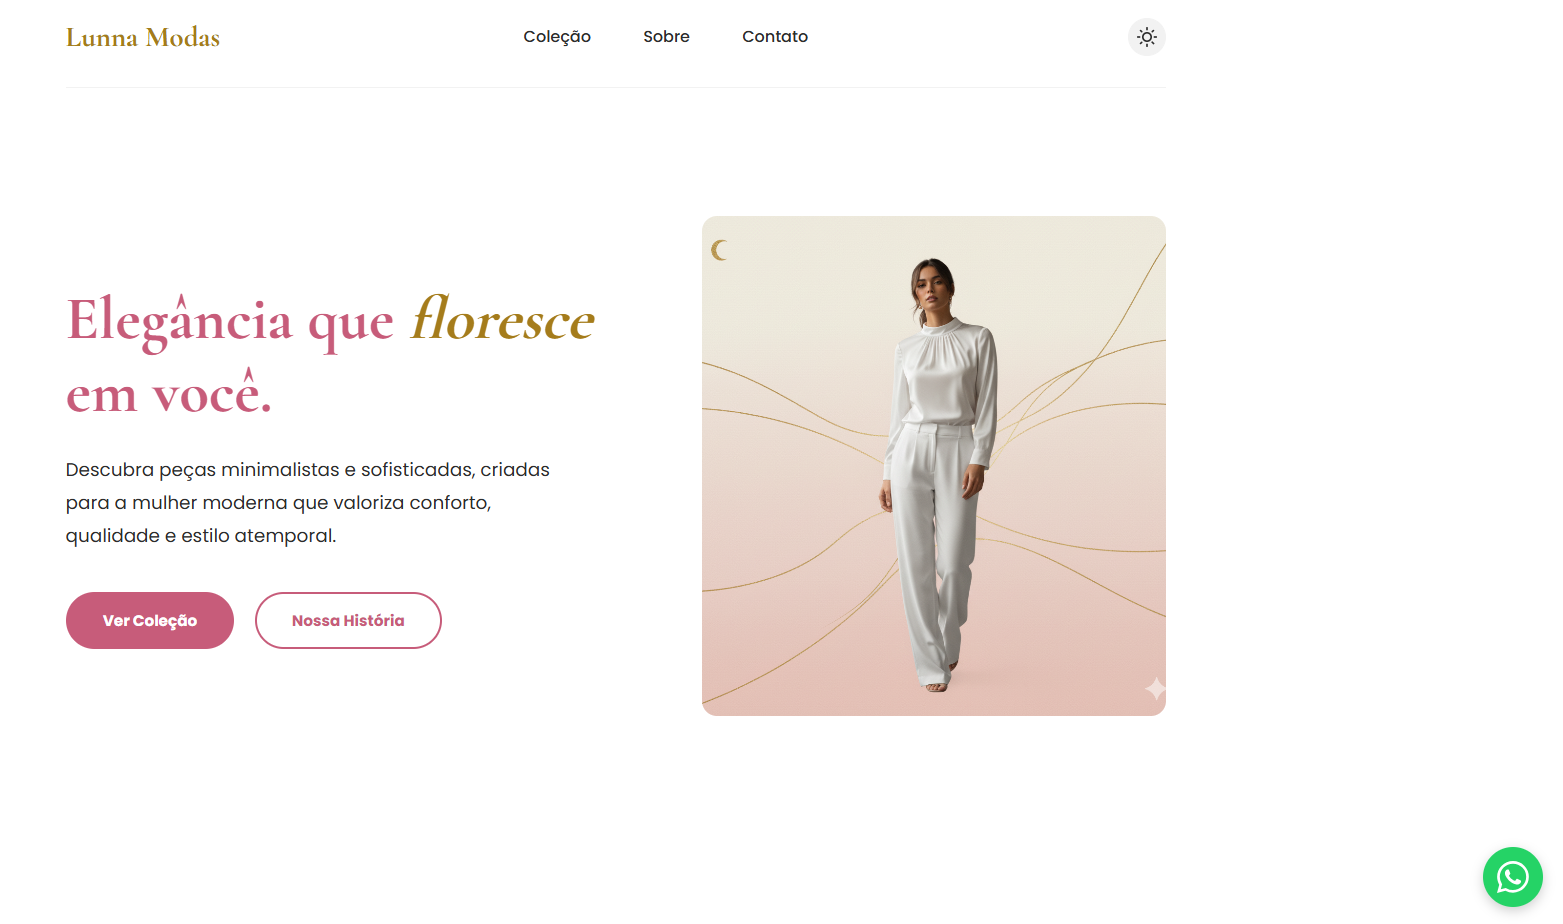 Lunna Modas
Coleção
Sobre
Contato
Elegância que floresce
em você.
Descubra peças minimalistas e sofisticadas, criadas
para a mulher moderna que valoriza conforto,
qualidade e estilo atemporal.
Ver Coleção
Nossa História